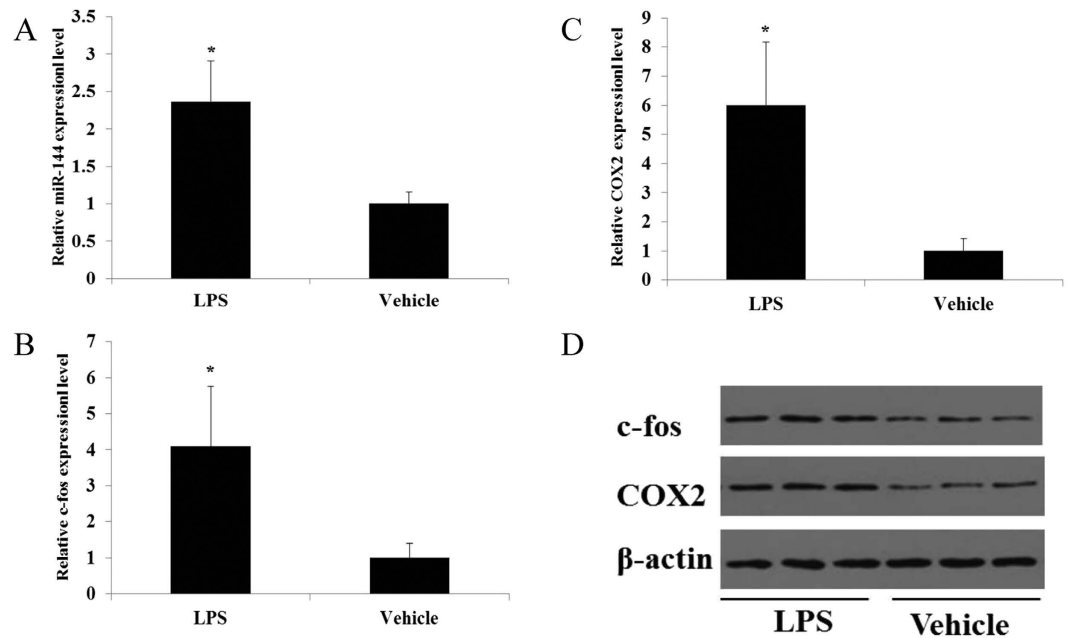 A
Relative miR-144 expressionl level
4
3.5
3
2.5
2
1.5
1
0.5
0
*
LPS
Vehicle
C
Relative COX2 expressionl level
9
8
7
6
5
4
3
2
1
0
*
LPS
Vehicle
B
Relative c-fos expressionl level
7
6
5
4
3
2
1
0
*
LPS
Vehicle
D
c-fos
COX2
β-actin
LPS
Vehicle